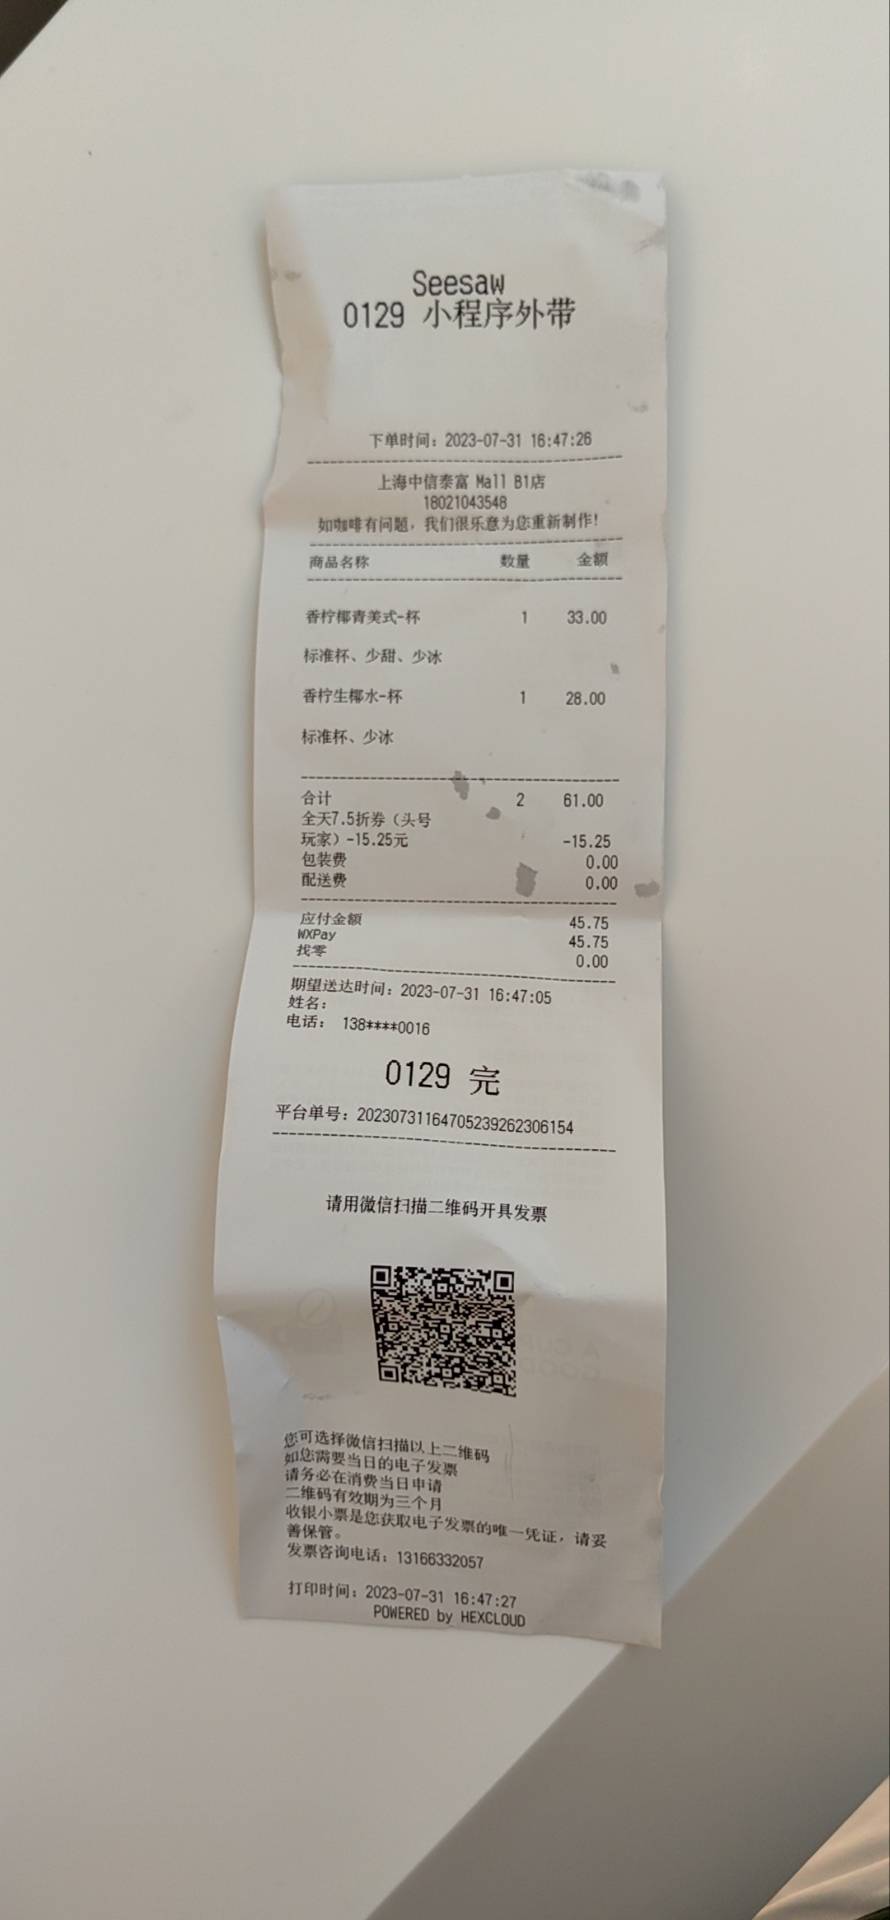 Seesaw
0129 小程序外带
下单时间：2023-07-31 16:47:26
上海中信泰富 Mall B1店
18021043548
如咖啡有问题，我们很乐意为您重新制作！
商品名称 数量 金额
香柠椰青美式-杯 1 33.00
标准杯、少甜、少冰
香柠生椰水-杯 1 28.00
标准杯、少冰
合计 2 61.00
全天7.5折券（头号
玩家）-15.25元 -15.25
包装费 0.00
配送费 0.00
应付金额 45.75
WXPay 45.75
找零 0.00
期望送达时间：2023-07-31 16:47:05
姓名：
电话： 138****0016
0129 完
平台单号：20230731164705239262306154
请用微信扫描二维码开具发票
您可选择微信扫描以上二维码
如您需要当日的电子发票
请务必在消费当日申请
二维码有效期为三个月
收银小票是您获取电子发票的唯一凭证，请妥
善保管。
发票咨询电话：13166332057
打印时间：2023-07-31 16:47:27
POWERED by HEXCLOUD